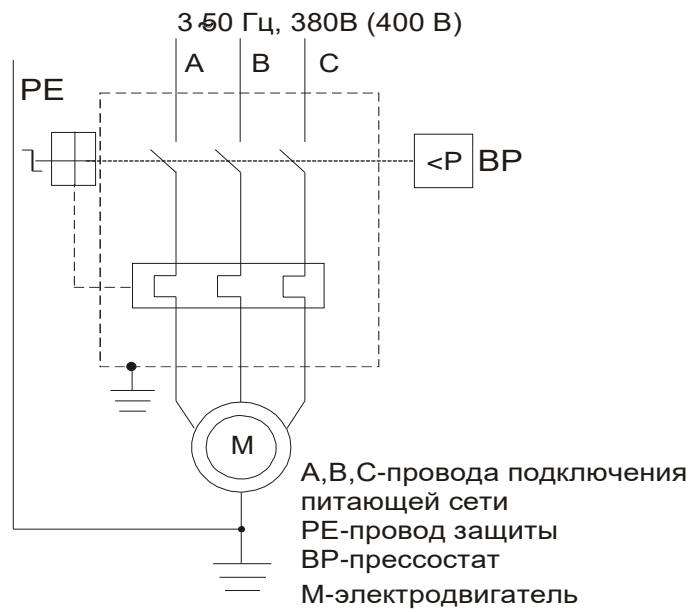 3~50 Гц, 380В (400 В)
A B C
PE
<P BP
M
A,B,C-провода подключения
питающей сети
PE-провод защиты
BP-прессостат
М-электродвигатель